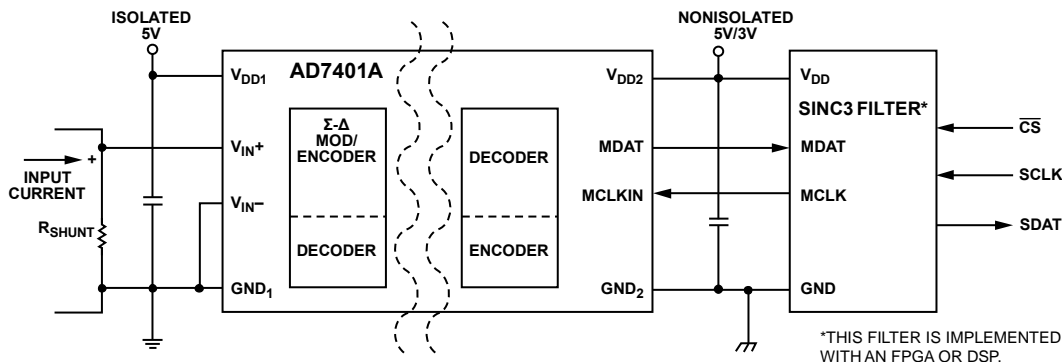 ISOLATED
5V
NONISOLATED
5V/3V
AD7401A
VDD1
VDD2
VDD
SINC3 FILTER*
Σ-Δ
MOD/
ENCODER
DECODER
CS
INPUT
CURRENT
+
VIN+
MDAT
MDAT
SCLK
VIN–
MCLKIN
MCLK
RSHUNT
DECODER
ENCODER
SDAT
GND1
GND2
GND
*THIS FILTER IS IMPLEMENTED
WITH AN FPGA OR DSP.